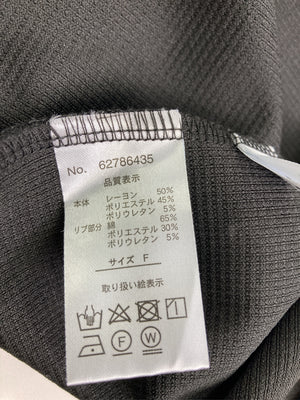 No. 62786435
品質表示
本体 レーヨン 50%
ポリエステル 45%
ポリウレタン 5%
リブ部分 綿 65%
ポリエステル 30%
ポリウレタン 5%
サイズ F
取り扱い絵表示
F W